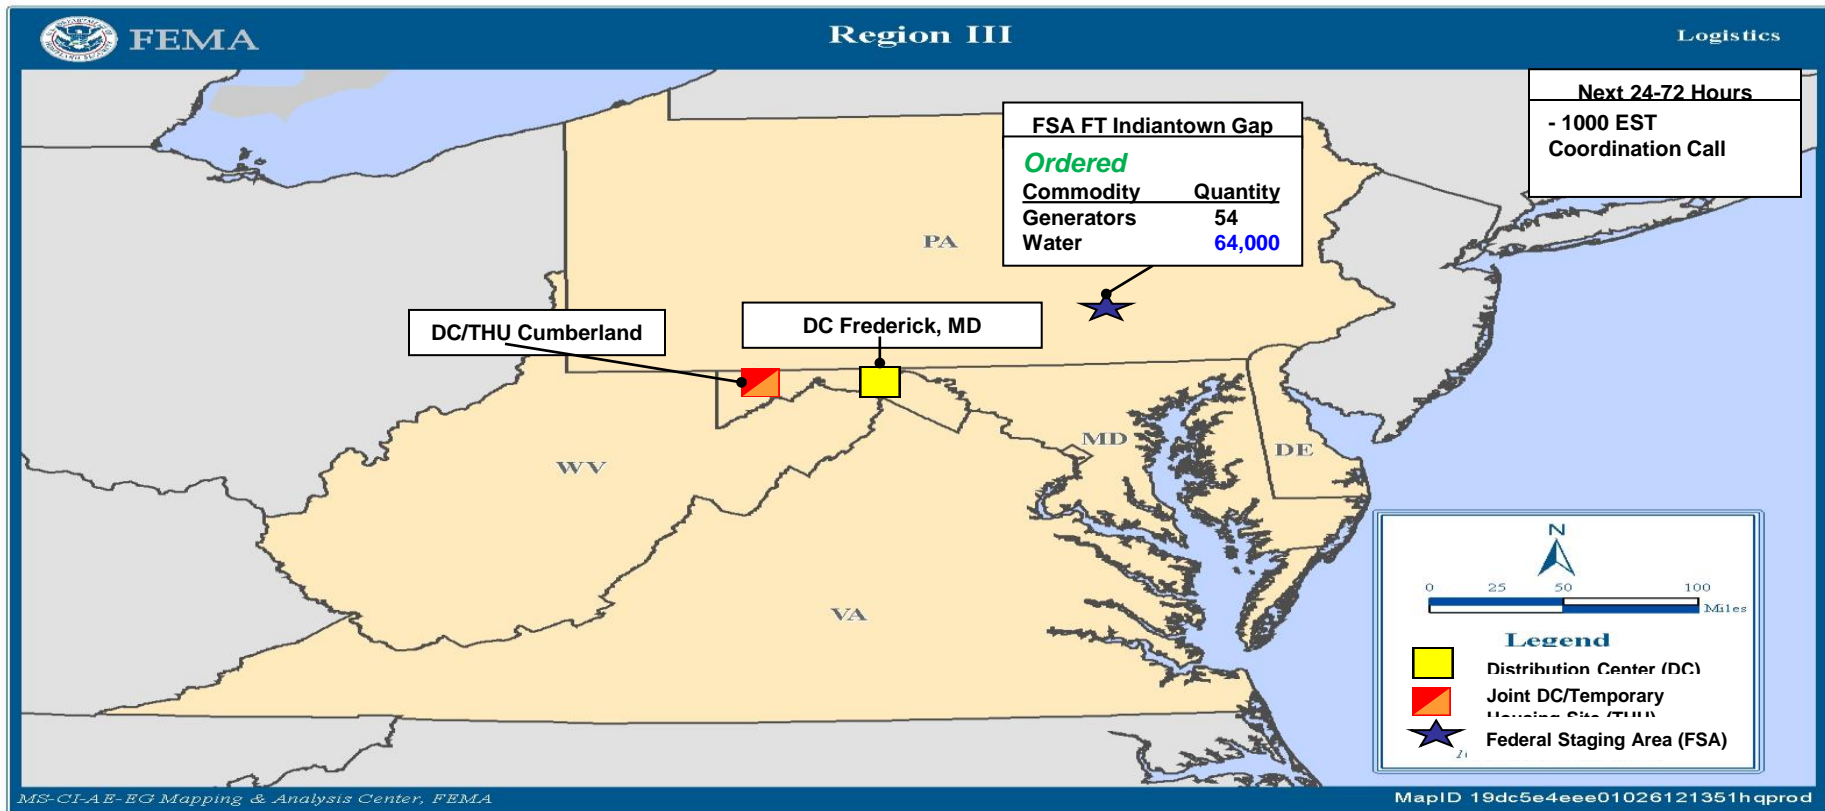 FEMA
Region III
Logistics
Next 24-72 Hours
- 1000 EST
Coordination Call
FSA FT Indiantown Gap
Ordered
Commodity Quantity
Generators 54
Water 64,000
PA
DC/THU Cumberland
DC Frederick, MD
WV
MD
DE
VA
N
0 25 50 100
Miles
Legend
Distribution Center (DC)
Joint DC/Temporary
Housing Site (THU)
Federal Staging Area (FSA)
MS-CI-AE-EG Mapping & Analysis Center, FEMA
MapID 19dc5e4eee01026121351hqprod